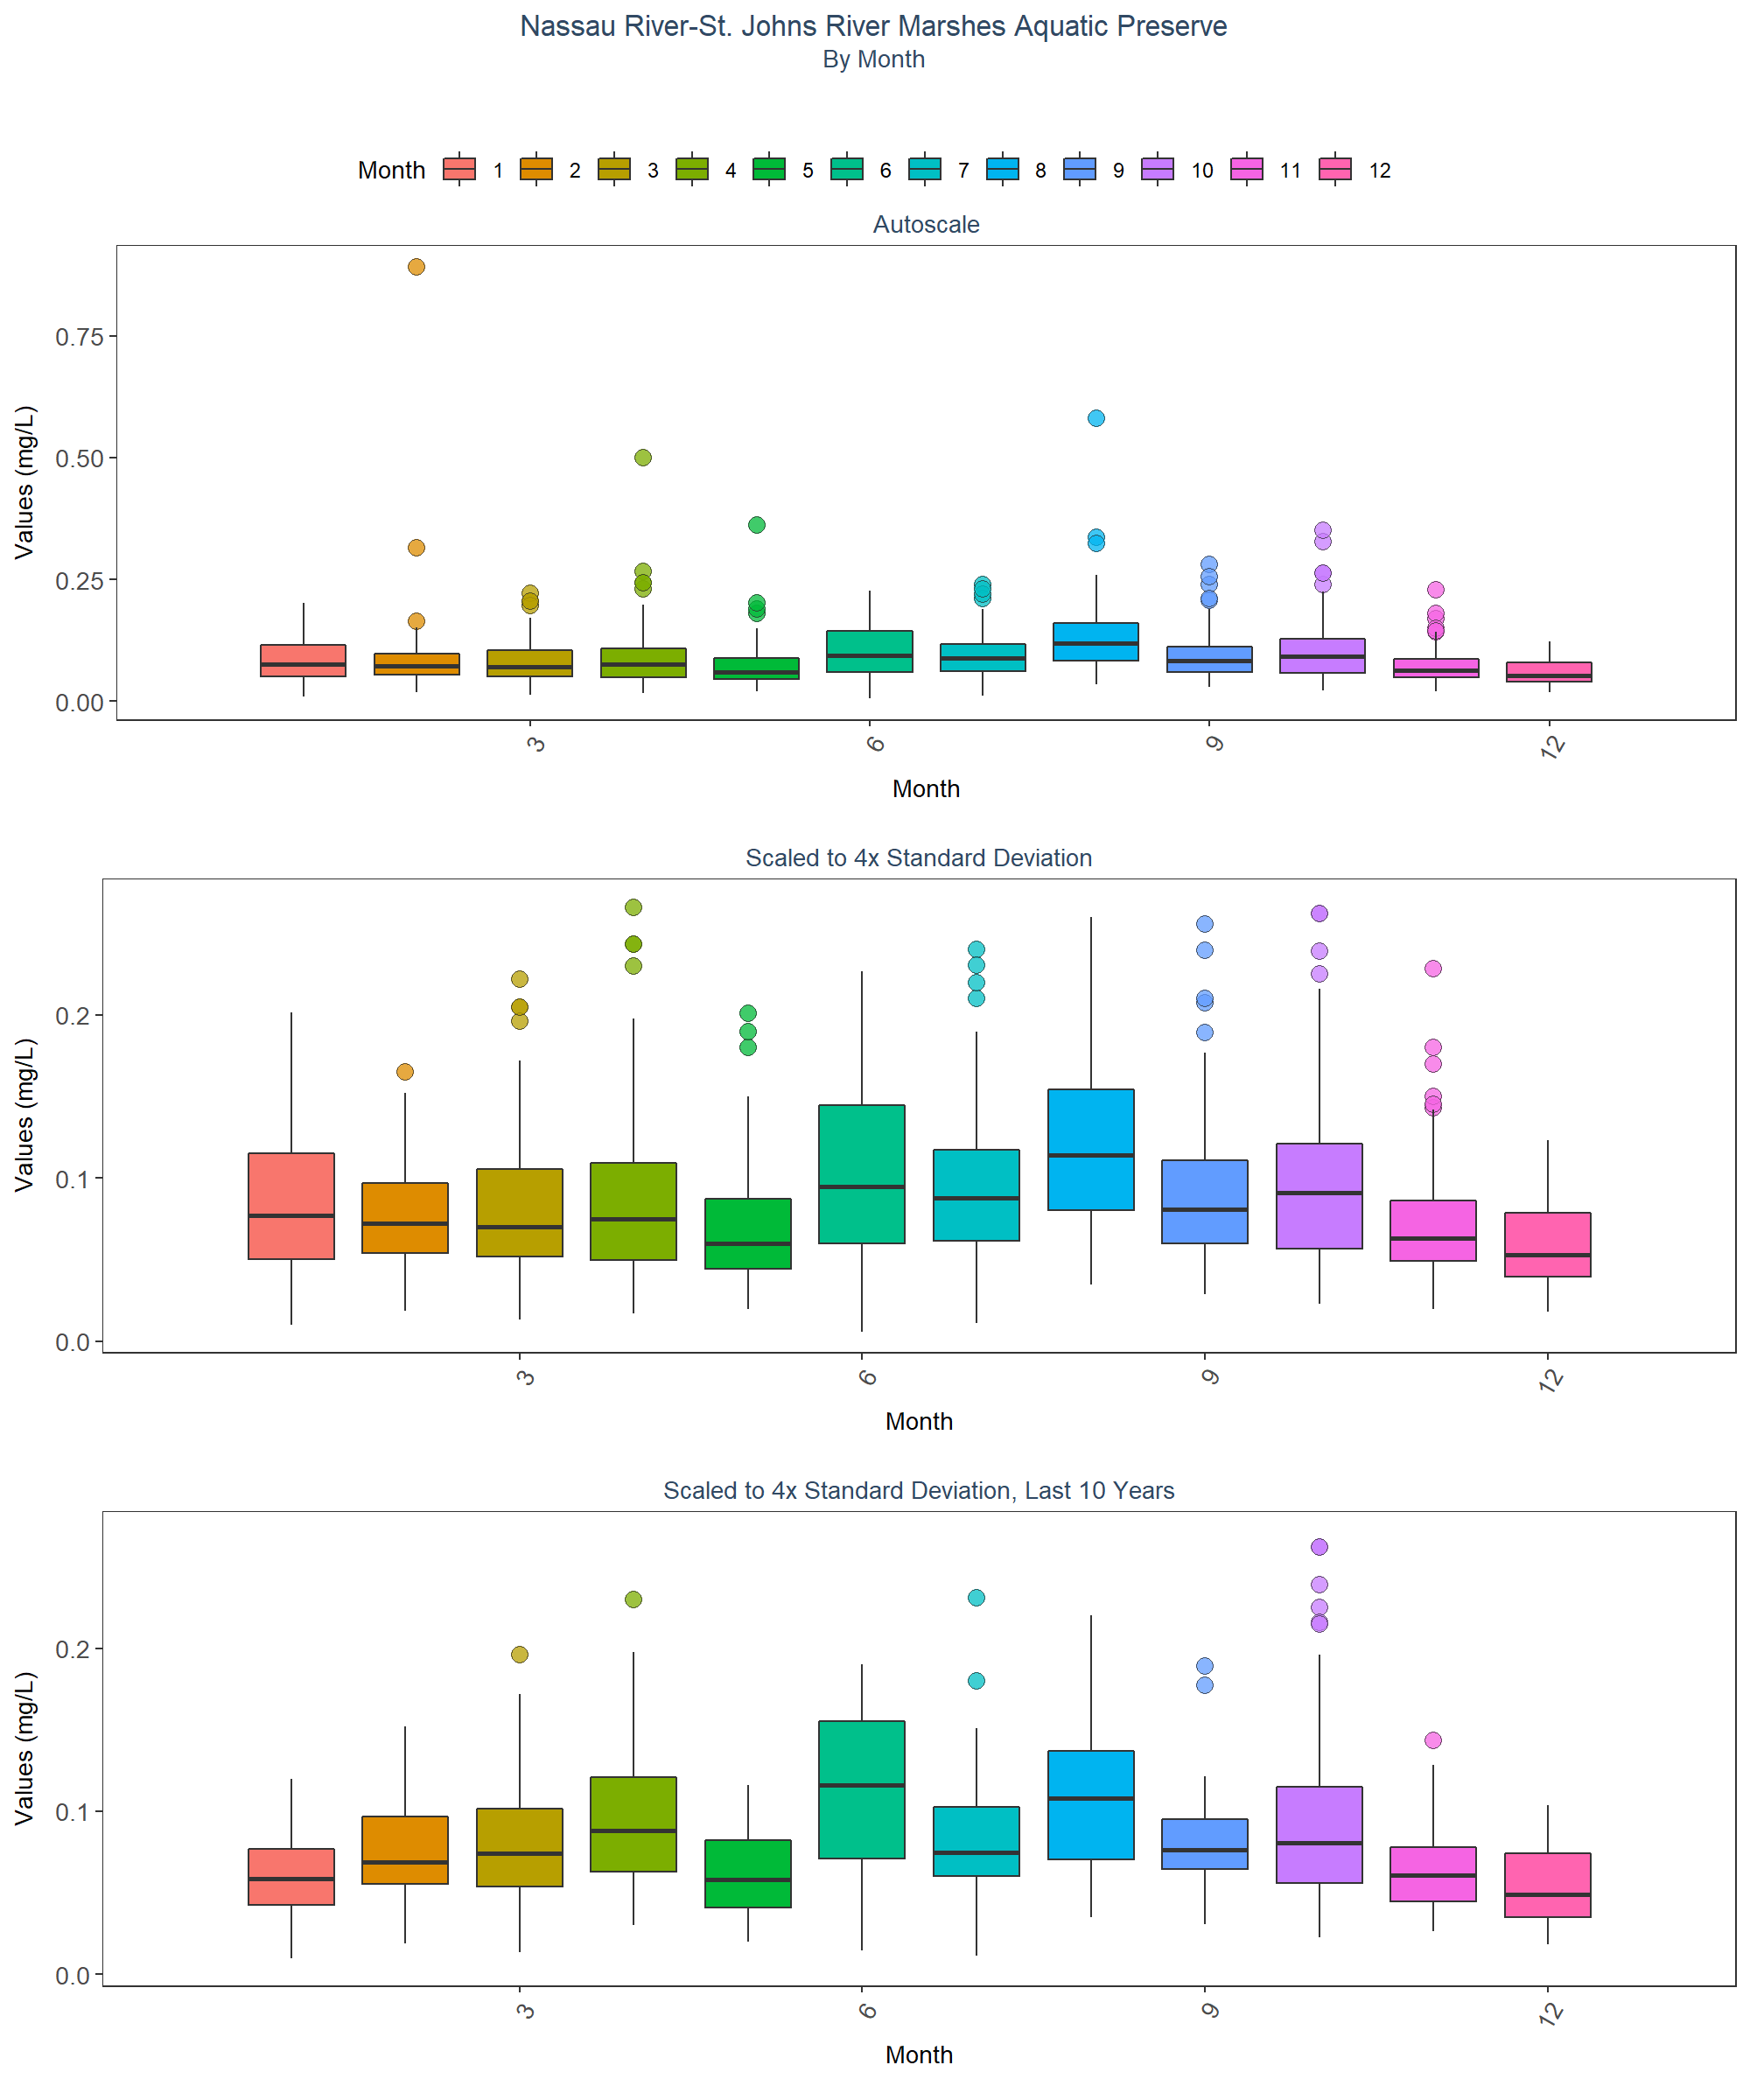 Nassau River-St. Johns River Marshes Aquatic Preserve
By Month
Month 1 2 3 4 5 6 7 8 9 10 11 12
Autoscale
Values (mg/L)
0.75
0.50
0.25
0.00
3 6 9 12
Month
Scaled to 4x Standard Deviation
Values (mg/L)
0.2
0.1
0.0
3 6 9 12
Month
Scaled to 4x Standard Deviation, Last 10 Years
Values (mg/L)
0.2
0.1
0.0
3 6 9 12
Month